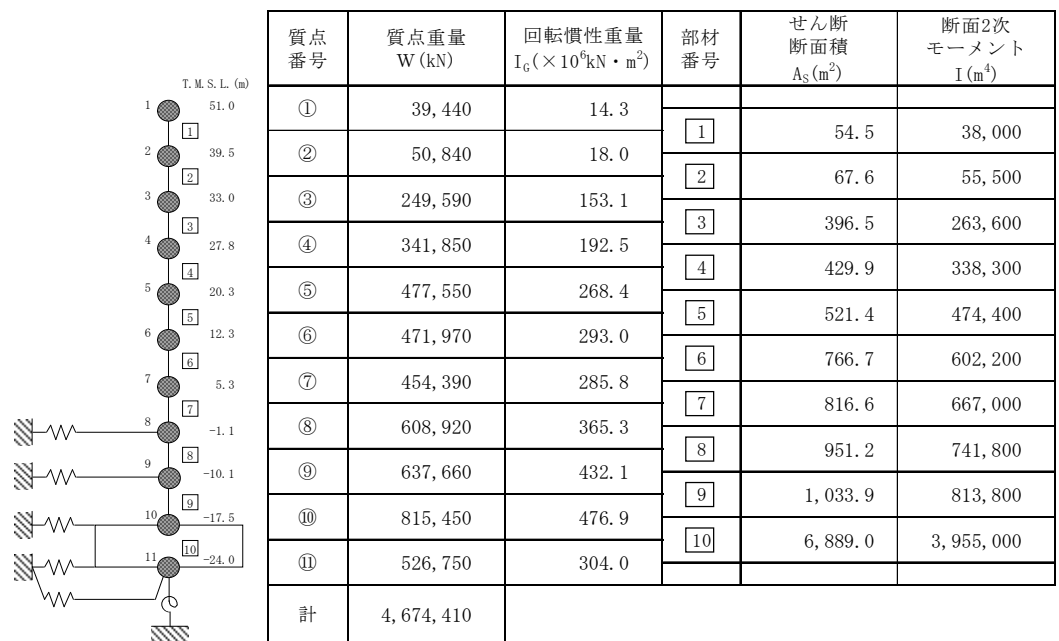 T.M.S.L.(m)
1 51.0
1
2 39.5
2
3 33.0
3
4 27.8
4
5 20.3
5
6 12.3
6
7 5.3
7
8 -1.1
8
9 -10.1
9
10 -17.5
10
11 -24.0
質点番号 質点重量 W(kN) 回転慣性重量 I_G(×10⁶kN・m²)
① 39,440 14.3
② 50,840 18.0
③ 249,590 153.1
④ 341,850 192.5
⑤ 477,550 268.4
⑥ 471,970 293.0
⑦ 454,390 285.8
⑧ 608,920 365.3
⑨ 637,660 432.1
⑩ 815,450 476.9
⑪ 526,750 304.0
計 4,674,410
部材番号 せん断断面積 A_S(m²) 断面2次モーメント I(m⁴)
1 54.5 38,000
2 67.6 55,500
3 396.5 263,600
4 429.9 338,300
5 521.4 474,400
6 766.7 602,200
7 816.6 667,000
8 951.2 741,800
9 1,033.9 813,800
10 6,889.0 3,955,000